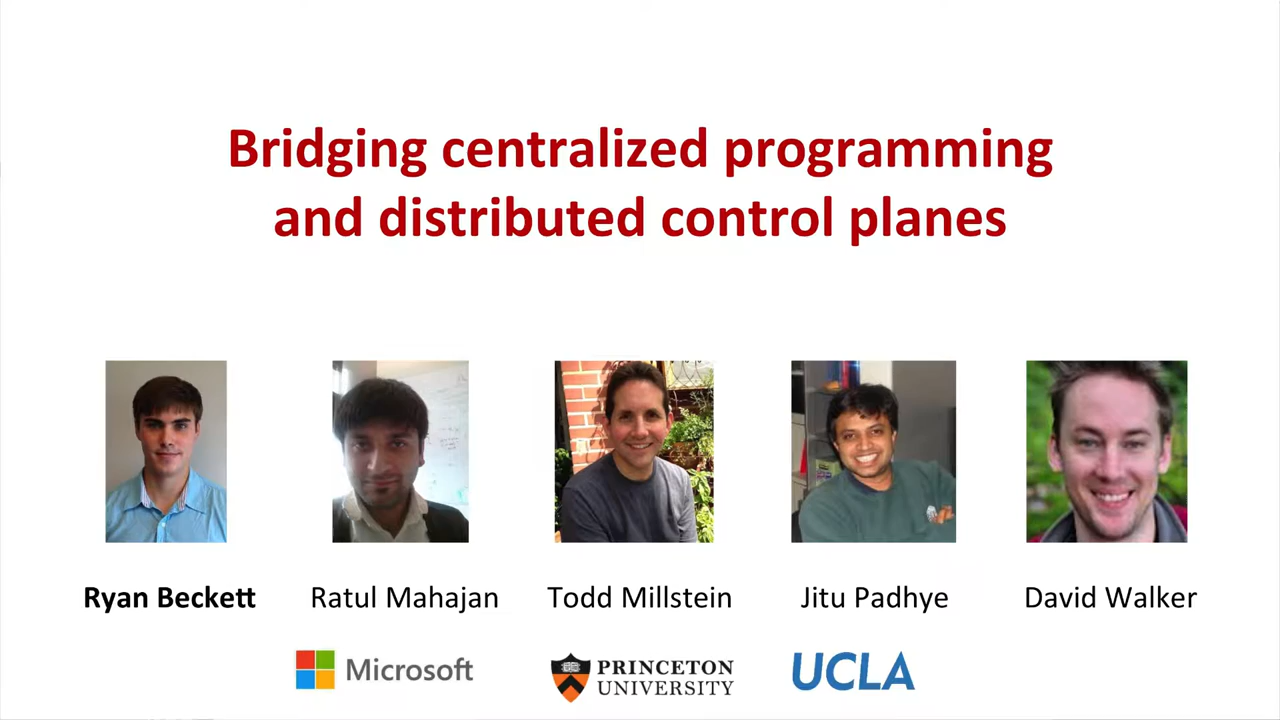 Bridging centralized programming
and distributed control planes
Ryan Beckett
Ratul Mahajan
Todd Millstein
Jitu Padhye
David Walker
Microsoft
PRINCETON
UNIVERSITY
UCLA